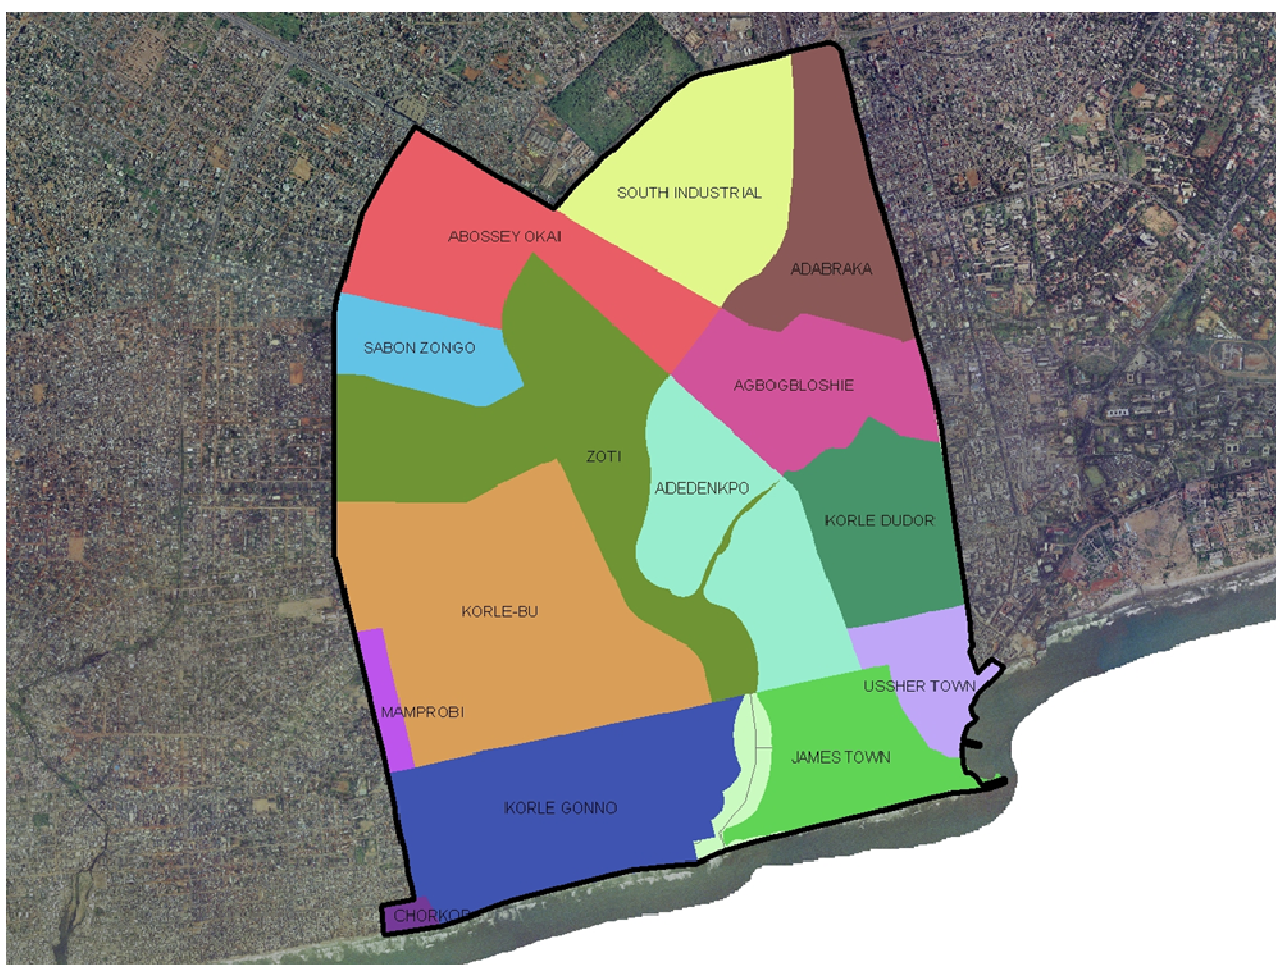 SOUTH INDUSTRIAL
ABOSSEY OKAI
ADABRAKA
SABON ZONGO
AGBOGBLOSHIE
ZOTI
ADEDENKPO
KORLE DUDOR
KORLE-BU
USSHER TOWN
MAMPROBI
JAMES TOWN
KORLE GONNO
CHORKOR